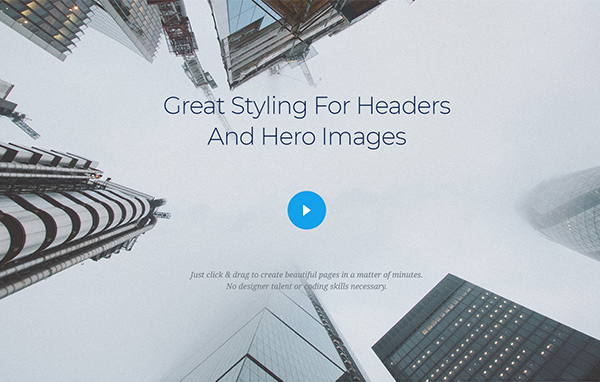 Great Styling For Headers
And Hero Images
Just click & drag to create beautiful pages in a matter of minutes.
No designer talent or coding skills necessary.